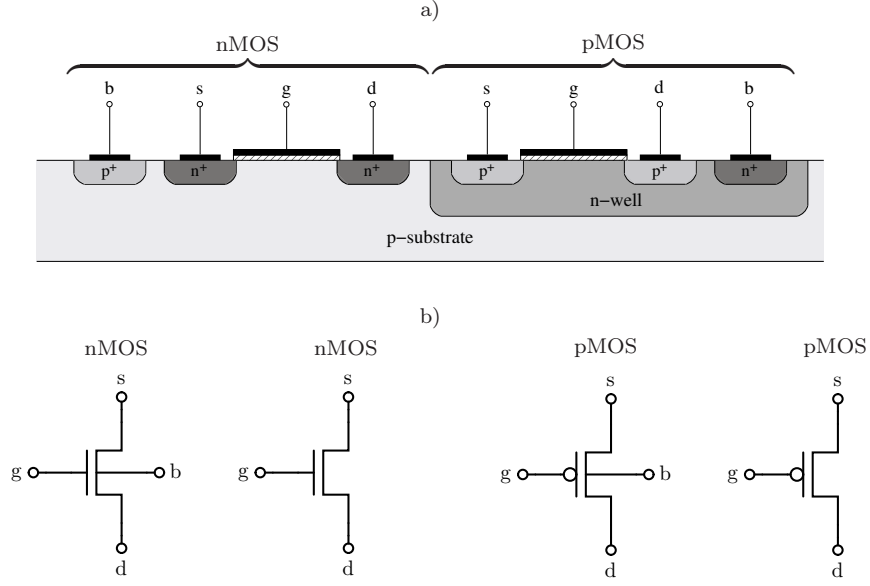 a)
nMOS pMOS
b s g d s g d b
p+ n+ n+ p+ p+ n+
n−well
p−substrate
b)
nMOS nMOS pMOS pMOS
s s s s
g b g g b g
d d d d